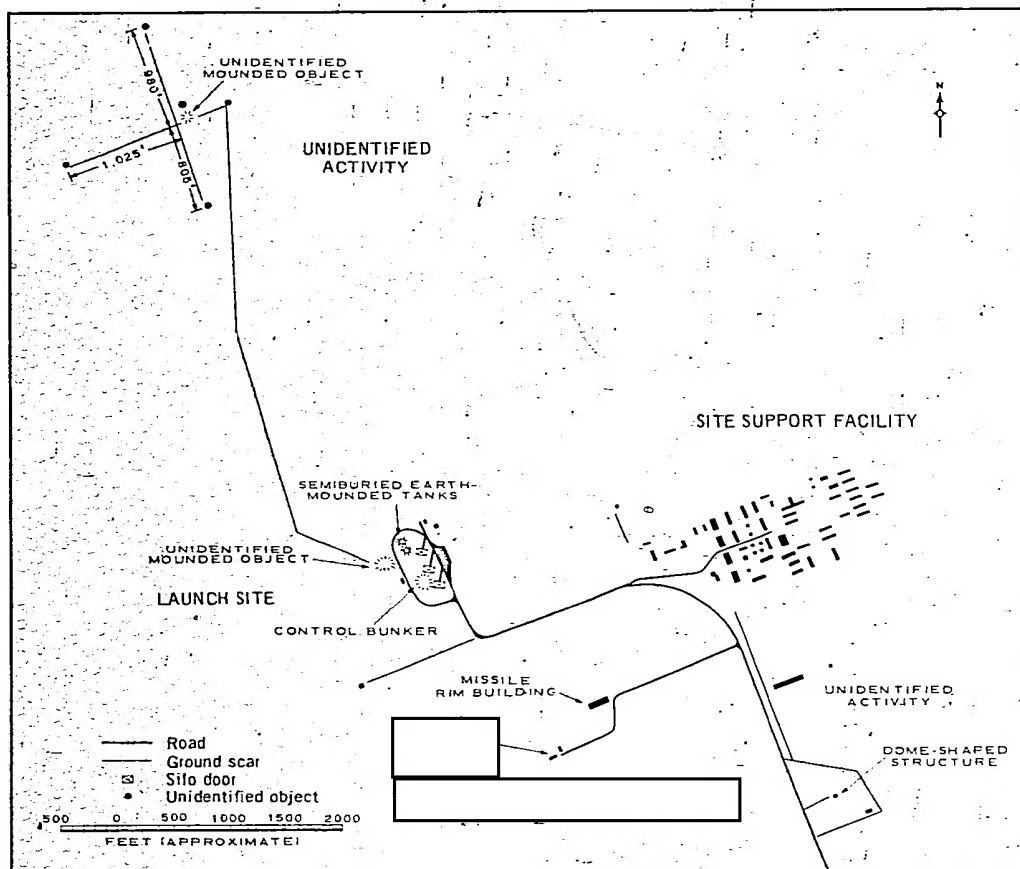 UNIDENTIFIED
MOUNDED OBJECT
N
980'
1,025'
805'
UNIDENTIFIED
ACTIVITY
SITE SUPPORT FACILITY
SEMIBURIED EARTH-
MOUNDED TANKS
UNIDENTIFIED
MOUNDED OBJECT
LAUNCH SITE
CONTROL BUNKER
MISSILE
RIM BUILDING
UNIDENTIFIED
ACTIVITY
DOME-SHAPED
STRUCTURE
Road
Ground scar
Silo door
Unidentified object
500 0 500 1000 1500 2000
FEET (APPROXIMATE)